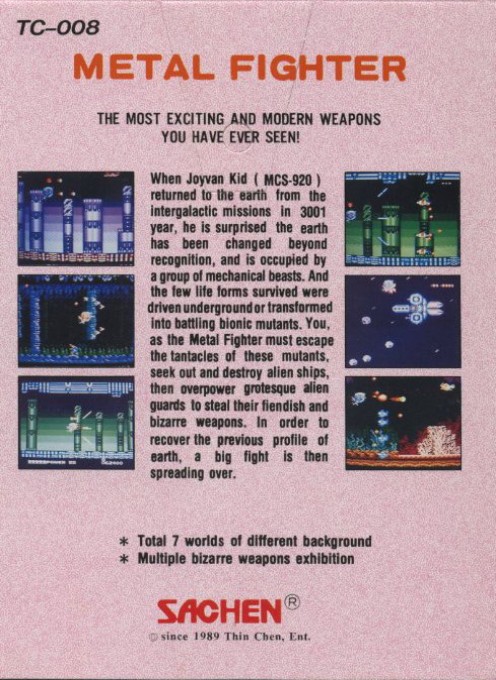 TC-008
METAL FIGHTER
THE MOST EXCITING AND MODERN WEAPONS
YOU HAVE EVER SEEN!
When Joyvan Kid ( MCS-920 )
returned to the earth from the
intergalactic missions in 3001
year, he is surprised the earth
has been changed beyond
recognition, and is occupied by
a group of mechanical beasts. And
the few life forms survived were
driven underground or transformed
into battling bionic mutants. You,
as the Metal Fighter must escape
the tantacles of these mutants,
seek out and destroy alien ships,
then overpower grotesque alien
guards to steal their fiendish and
bizarre weapons. In order to
recover the previous profile of
earth, a big fight is then
spreading over.
* Total 7 worlds of different background
* Multiple bizarre weapons exhibition
SACHEN®
© since 1989 Thin Chen, Ent.